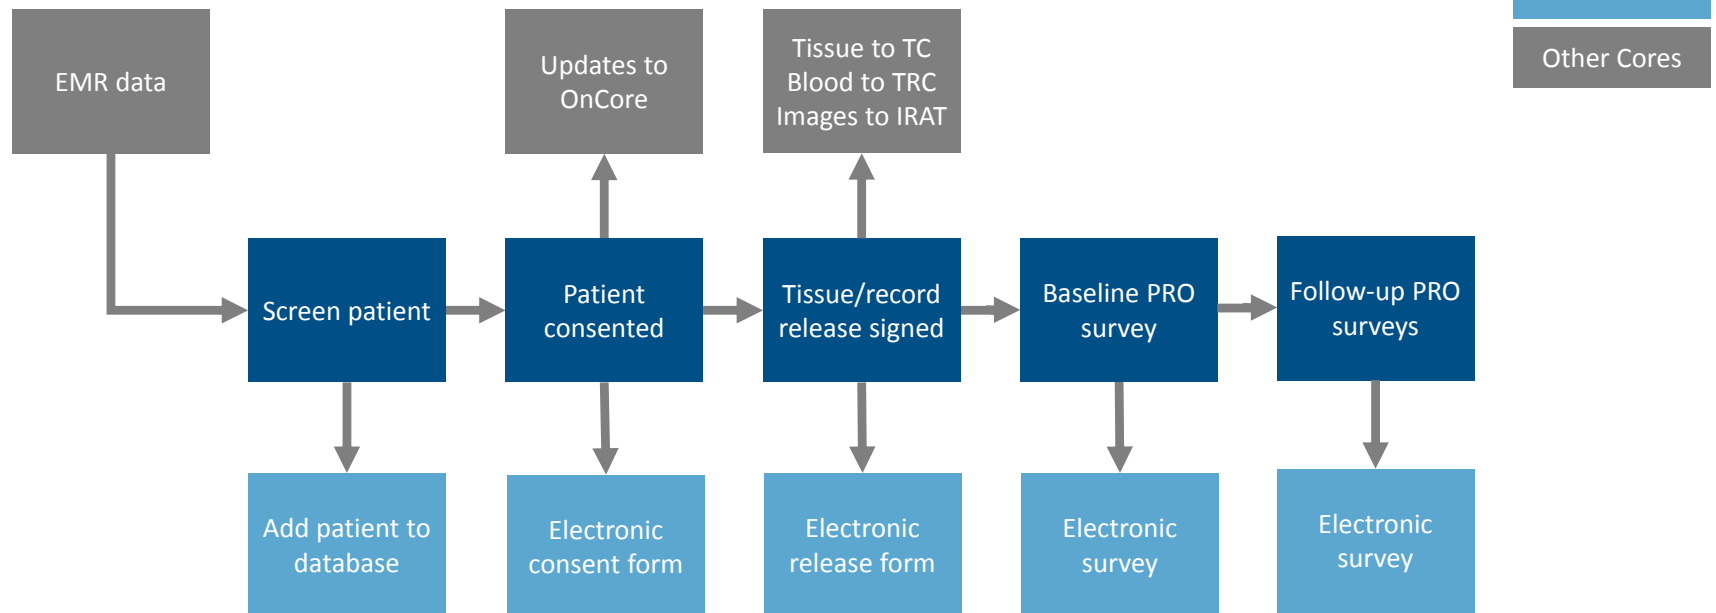 EMR data
Updates to
OnCore
Tissue to TC
Blood to TRC
Images to IRAT
Other Cores
Screen patient
Patient
consented
Tissue/record
release signed
Baseline PRO
survey
Follow-up PRO
surveys
Add patient to
database
Electronic
consent form
Electronic
release form
Electronic
survey
Electronic
survey